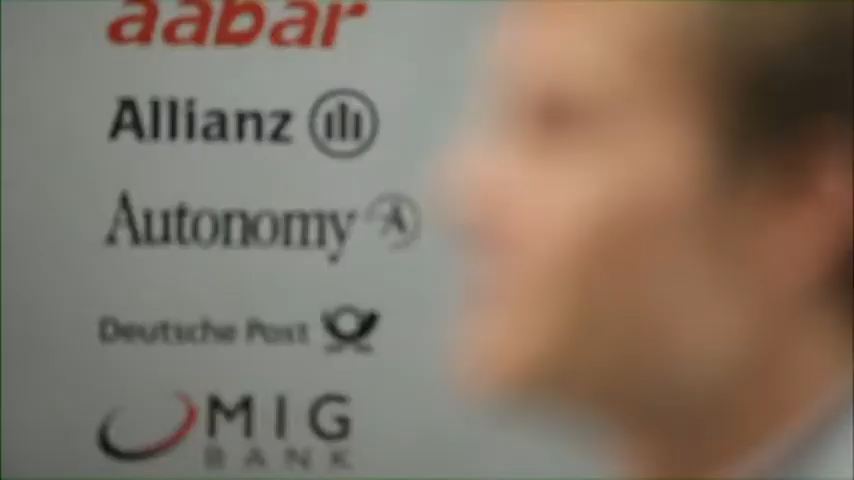 aabar
Allianz
Autonomy A
Deutsche Post
MIG
BANK